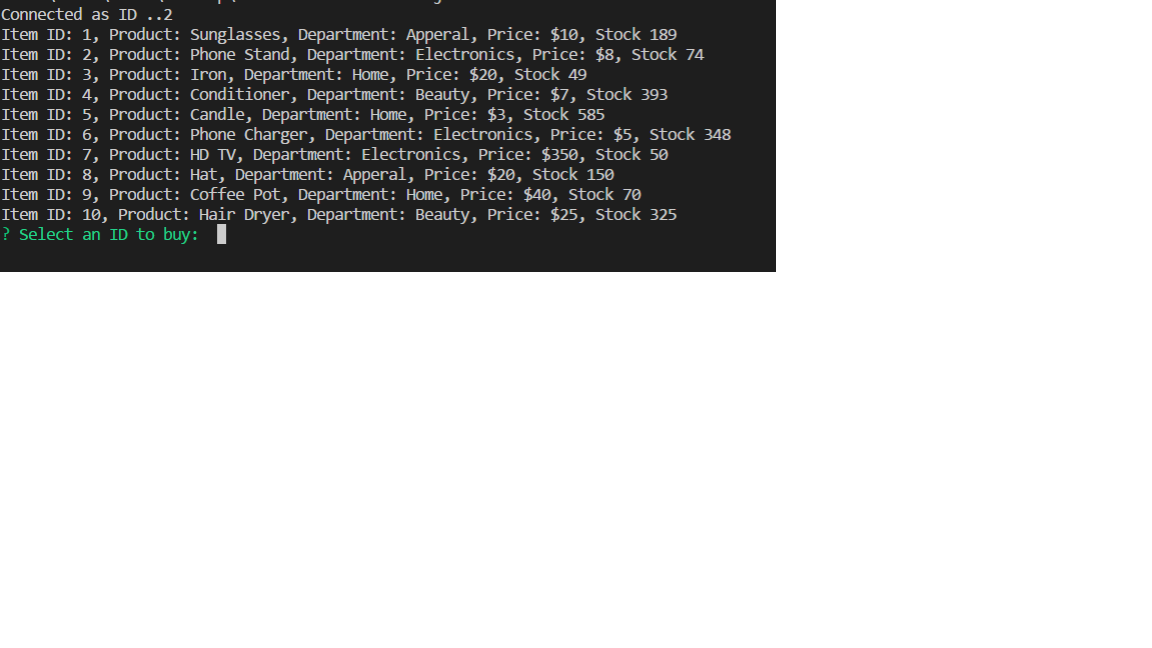 Connected as ID ..2
Item ID: 1, Product: Sunglasses, Department: Apperal, Price: $10, Stock 189
Item ID: 2, Product: Phone Stand, Department: Electronics, Price: $8, Stock 74
Item ID: 3, Product: Iron, Department: Home, Price: $20, Stock 49
Item ID: 4, Product: Conditioner, Department: Beauty, Price: $7, Stock 393
Item ID: 5, Product: Candle, Department: Home, Price: $3, Stock 585
Item ID: 6, Product: Phone Charger, Department: Electronics, Price: $5, Stock 348
Item ID: 7, Product: HD TV, Department: Electronics, Price: $350, Stock 50
Item ID: 8, Product: Hat, Department: Apperal, Price: $20, Stock 150
Item ID: 9, Product: Coffee Pot, Department: Home, Price: $40, Stock 70
Item ID: 10, Product: Hair Dryer, Department: Beauty, Price: $25, Stock 325
? Select an ID to buy: